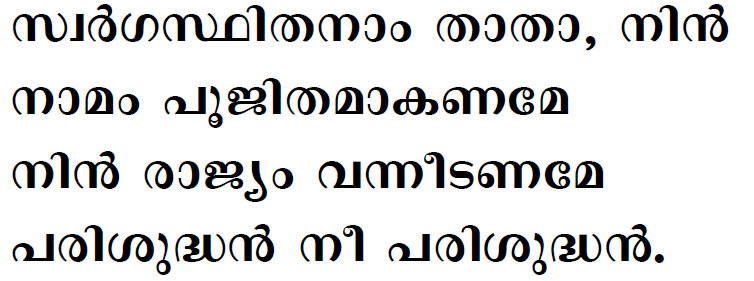 സ്വർഗസ്ഥിതനാം താതാ, നിൻ
നാമം പൂജിതമാകണമേ
നിൻ രാജ്യം വന്നീടണമേ
പരിശുദ്ധൻ നീ പരിശുദ്ധൻ.